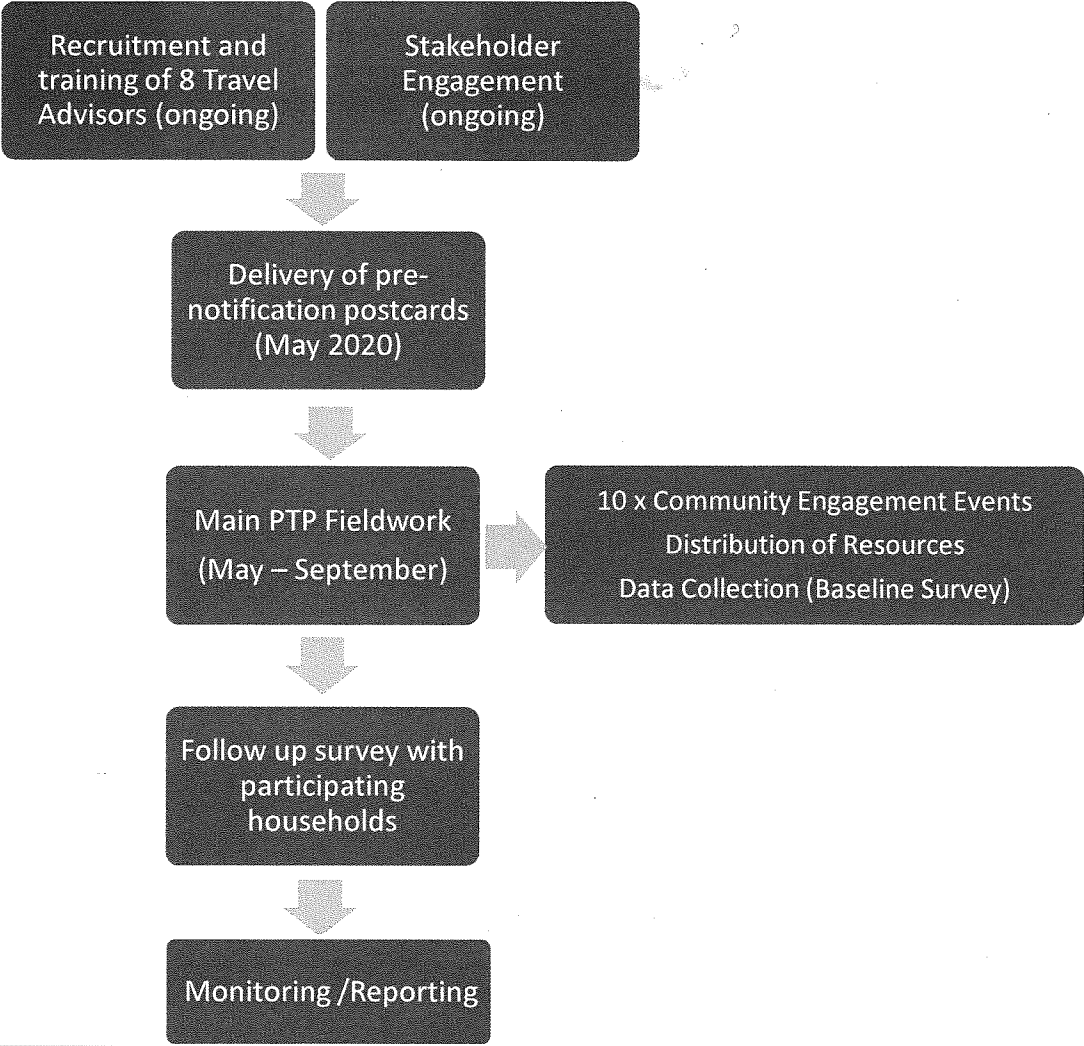 Recruitment and
training of 8 Travel
Advisors (ongoing)
Stakeholder
Engagement
(ongoing)
Delivery of pre-
notification postcards
(May 2020)
Main PTP Fieldwork
(May – September)
10 x Community Engagement Events
Distribution of Resources
Data Collection (Baseline Survey)
Follow up survey with
participating
households
Monitoring /Reporting